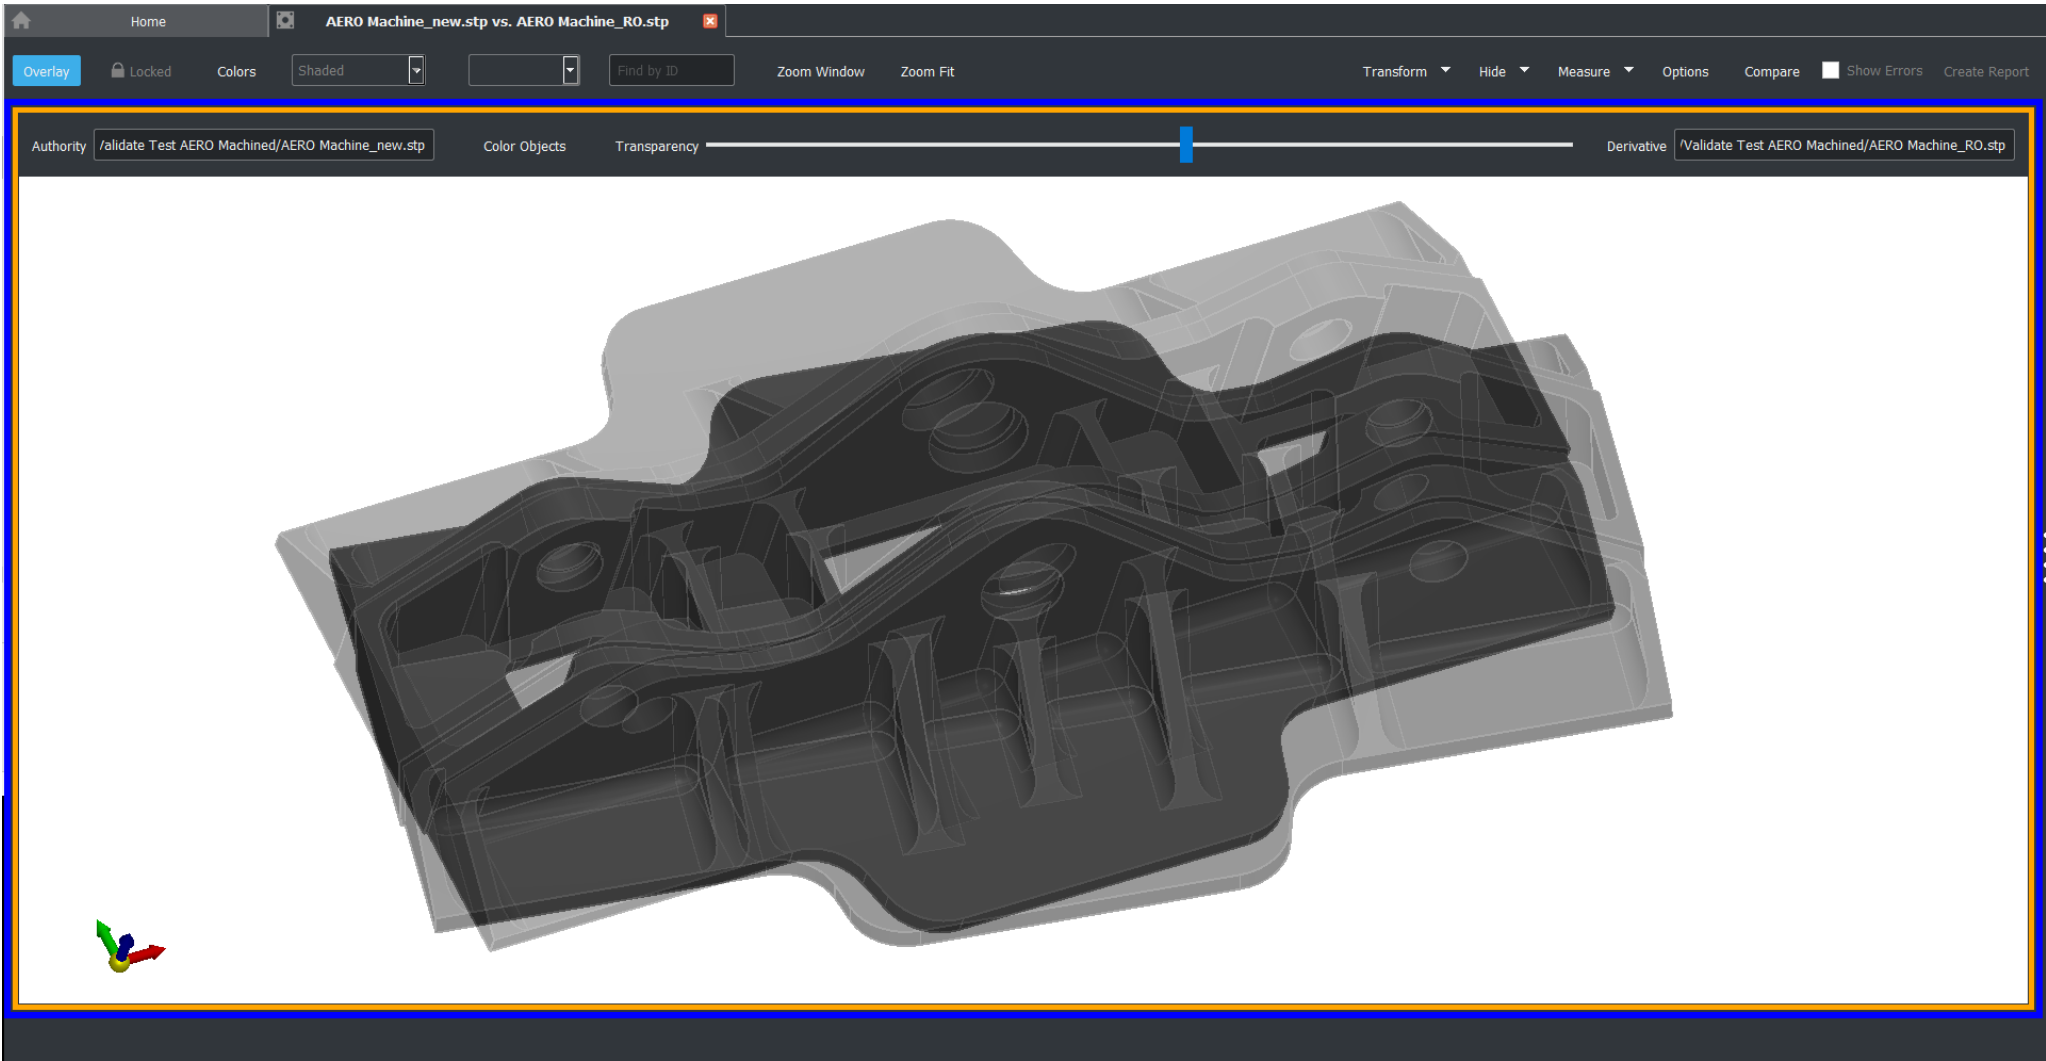 Home AERO Machine_new.stp vs. AERO Machine_RO.stp
Overlay Locked Colors Shaded Find by ID Zoom Window Zoom Fit Transform Hide Measure Options Compare Show Errors Create Report
Authority /alidate Test AERO Machined/AERO Machine_new.stp Color Objects Transparency Derivative /Validate Test AERO Machined/AERO Machine_RO.stp